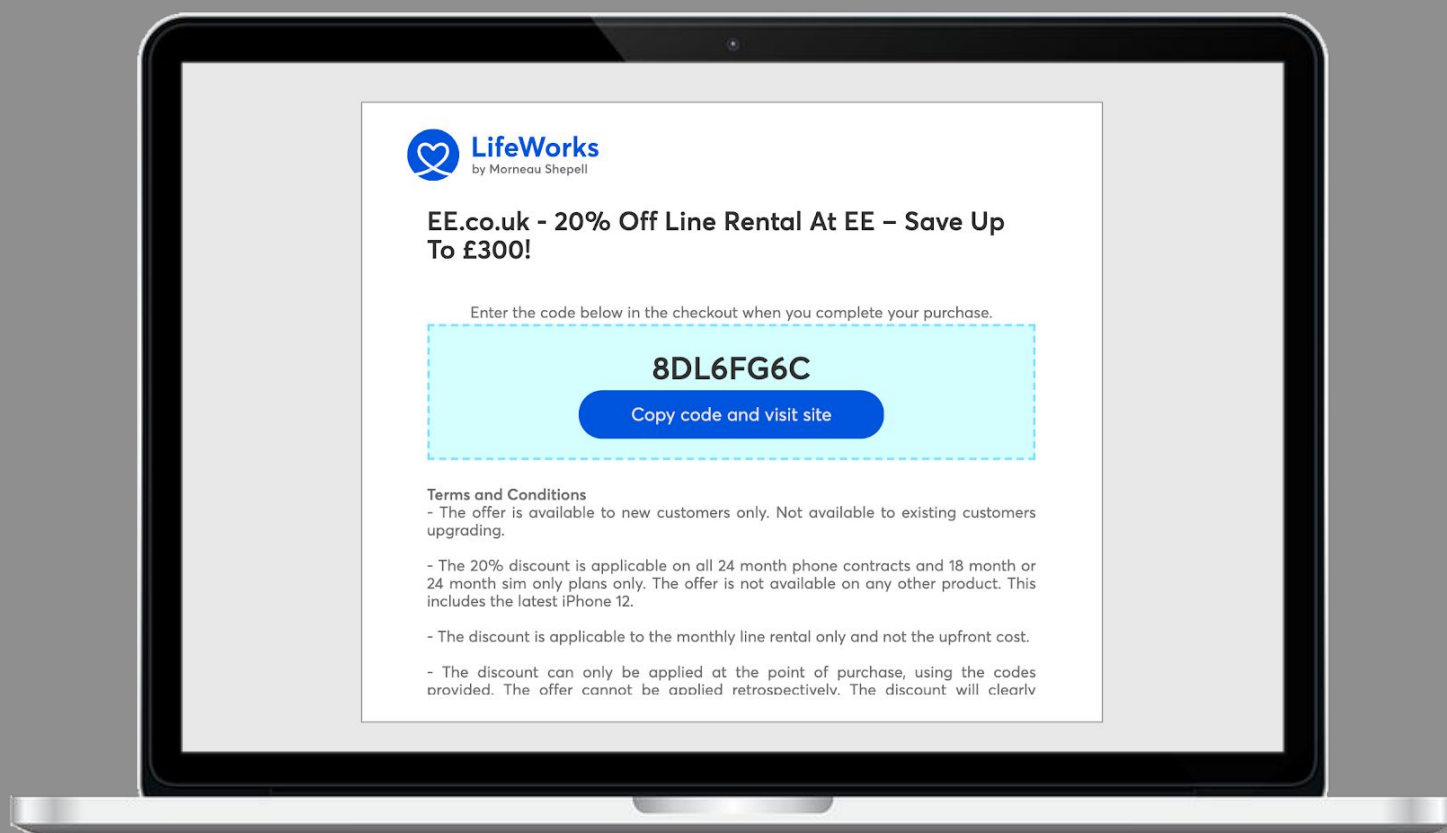 LifeWorks
by Morneau Shepell
EE.co.uk - 20% Off Line Rental At EE – Save Up
To £300!
Enter the code below in the checkout when you complete your purchase.
8DL6FG6C
Copy code and visit site
Terms and Conditions
- The offer is available to new customers only. Not available to existing customers
upgrading.
- The 20% discount is applicable on all 24 month phone contracts and 18 month or
24 month sim only plans only. The offer is not available on any other product. This
includes the latest iPhone 12.
- The discount is applicable to the monthly line rental only and not the upfront cost.
- The discount can only be applied at the point of purchase, using the codes
provided. The offer cannot be applied retrospectively. The discount will clearly